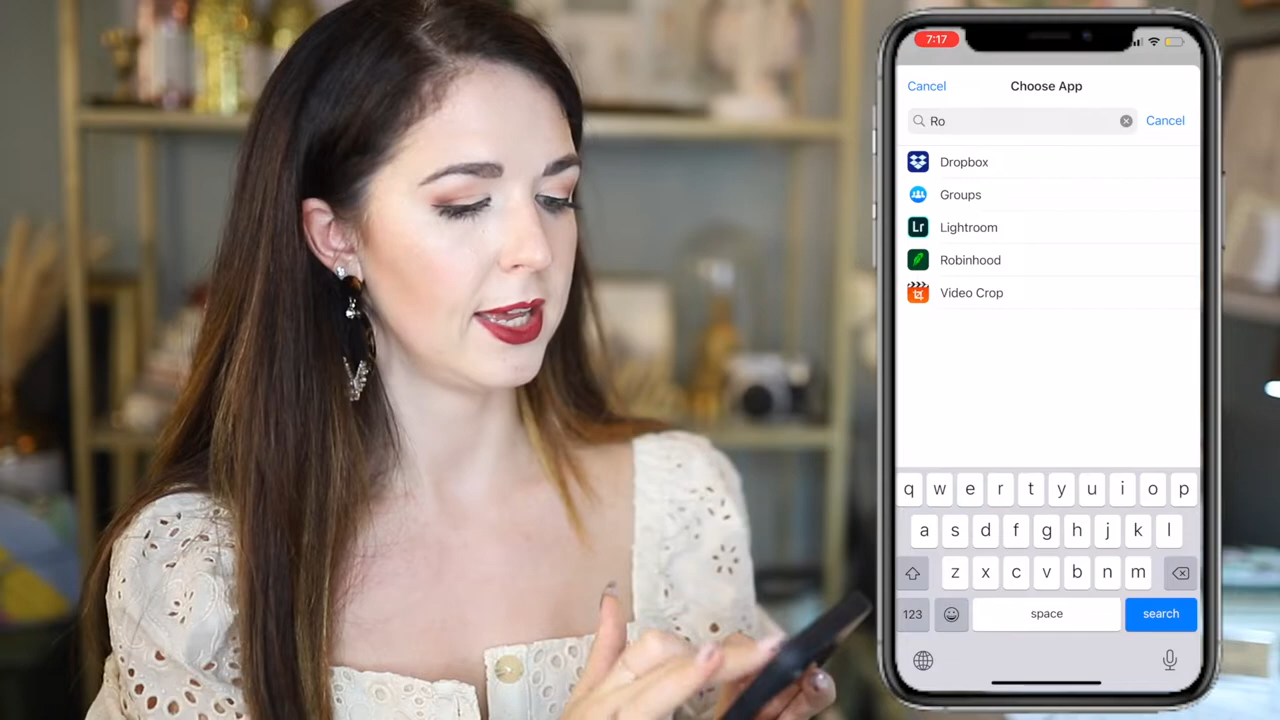 7:17
Cancel
Choose App
Ro
Cancel
Dropbox
Groups
Lr
Lightroom
Robinhood
Video Crop
q w e r t y u i o p
a s d f g h j k l
z x c v b n m
123
space
search